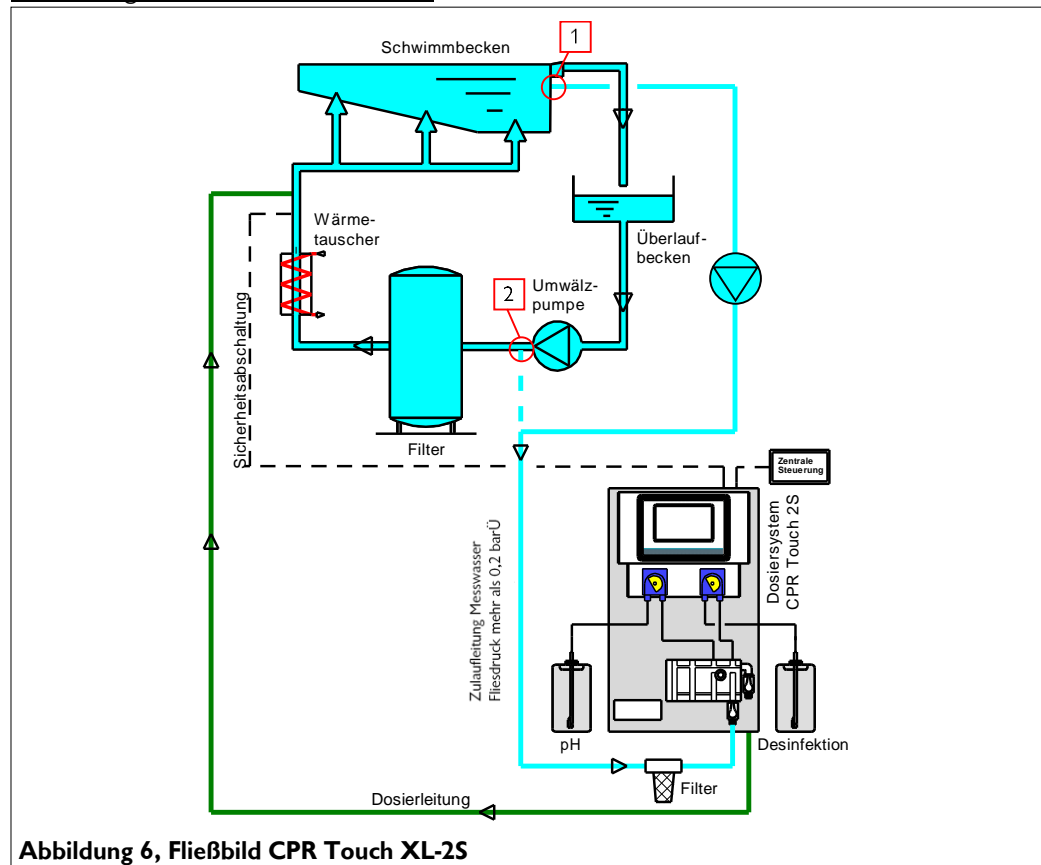 Schwimmbecken
1
Wärme-
tauscher
Überlauf-
becken
Umwälz-
pumpe
2
Sicherheitsabschaltung
Filter
Zentrale
Steuerung
Dosiersystem
CPR Touch 2S
Zulaufleitung Messwasser
Fliesdruck mehr als 0,2 barÜ
pH
Desinfektion
Filter
Dosierleitung
Abbildung 6, Fließbild CPR Touch XL-2S